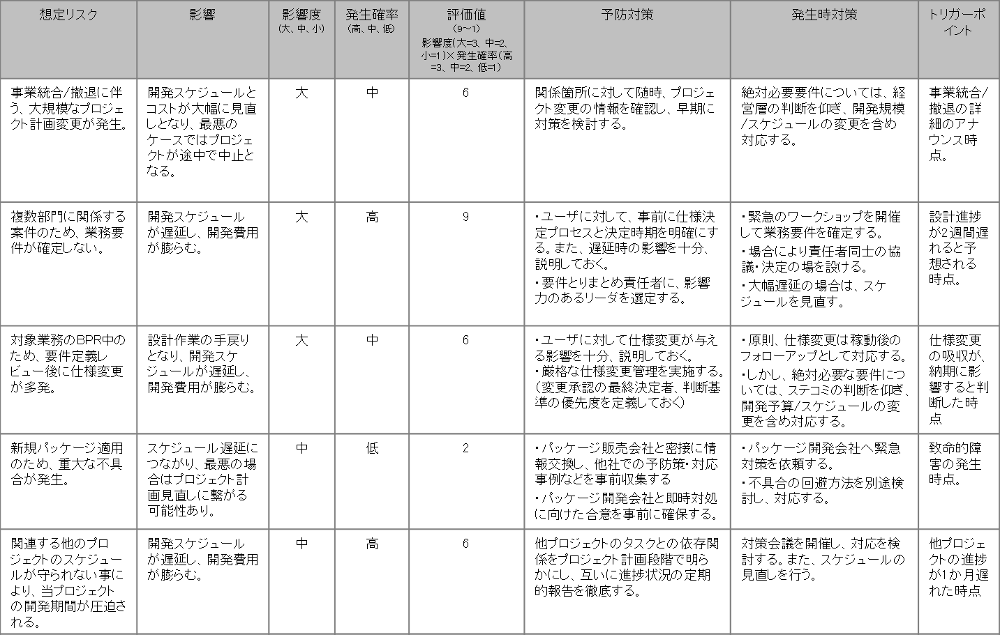 想定リスク
影響
影響度
(大、中、小)
発生確率
(高、中、低)
評価値
(9～1)
影響度(大=3、中=2、
小=1)×発生確率(高
=3、中=2、低=1)
予防対策
発生時対策
トリガーポ
イント
事業統合/撤退に伴
う、大規模なプロジェ
クト計画変更が発生。
開発スケジュールと
コストが大幅に見直
しとなり、最悪の
ケースではプロジェ
クトが途中で中止と
なる。
大
中
6
関係箇所に対して随時、プロジェ
クト変更の情報を確認し、早期に
対策を検討する。
絶対必要要件については、経
営層の判断を仰ぎ、開発規模
/スケジュールの変更を含め
対応する。
事業統合/
撤退の詳
細のアナ
ウンス時
点。
複数部門に関係する
案件のため、業務要
件が確定しない。
開発スケジュール
が遅延し、開発費用
が膨らむ。
大
高
9
・ユーザに対して、事前に仕様決
定プロセスと決定時期を明確にす
る。また、遅延時の影響を十分、
説明しておく。
・要件とりまとめ責任者に、影響
力のあるリーダを選定する。
・緊急のワークショップを開催
して業務要件を確定する。
・場合により責任者同士の協
議・決定の場を設ける。
・大幅遅延の場合は、スケ
ジュールを見直す。
設計進捗
が2週間遅
れると予
想される
時点。
対象業務のBPR中の
ため、要件定義レ
ビュー後に仕様変更
が多発。
設計作業の手戻り
となり、開発スケ
ジュールが遅延し、
開発費用が膨らむ。
大
中
6
・ユーザに対して仕様変更が与え
る影響を十分、説明しておく。
・厳格な仕様変更管理を実施する。
(変更承認の最終決定者、判断基
準の優先度を定義しておく)
・原則、仕様変更は稼動後の
フォローアップとして対応する。
・しかし、絶対必要な要件につ
いては、ステコミの判断を仰ぎ、
開発予算/スケジュールの変
更を含め対応する。
仕様変更
の吸収が、
納期に影
響すると判
断した時
点
新規パッケージ適用
のため、重大な不具
合が発生。
スケジュール遅延に
つながり、最悪の場
合はプロジェクト計
画見直しに繋がる
可能性あり。
中
低
2
・パッケージ販売会社と密接に情
報交換し、他社での予防策・対応
事例などを事前収集する
・パッケージ開発会社と即時対処
に向けた合意を事前に確保する。
・パッケージ開発会社へ緊急
対策を依頼する。
・不具合の回避方法を別途検
討し、対応する。
致命的障
害の発生
時点。
関連する他のプロ
ジェクトのスケジュー
ルが守られない事に
より、当プロジェクト
の開発期間が圧迫さ
れる。
開発スケジュール
が遅延し、開発費用
が膨らむ。
中
高
6
他プロジェクトのタスクとの依存関
係をプロジェクト計画段階で明ら
かにし、互いに進捗状況の定期
的報告を徹底する。
対策会議を開催し、対応を検
討する。また、スケジュールの
見直しを行う。
他プロジェ
クトの進捗
が1か月遅
れた時点